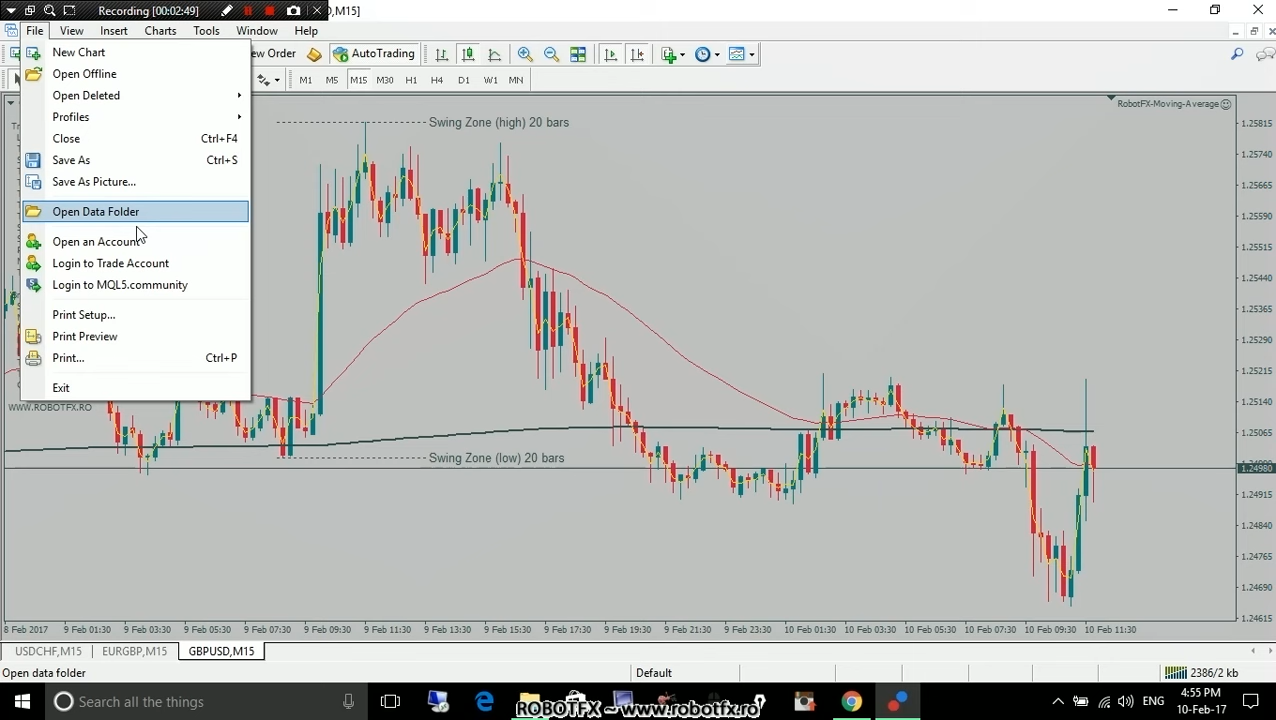 Recording [00:02:49]
D,M15]
File View Insert Charts Tools Window Help
ew Order AutoTrading
M1 M5 M15 M30 H1 H4 D1 W1 MN
New Chart
Open Offline
Open Deleted
Profiles
Close Ctrl+F4
Save As Ctrl+S
Save As Picture...
Open Data Folder
Open an Account
Login to Trade Account
Login to MQL5.community
Print Setup...
Print Preview
Print... Ctrl+P
Exit
WWW.ROBOTFX.RO
RobotFX-Moving-Average
Swing Zone (high) 20 bars
Swing Zone (low) 20 bars
1.25815
1.25740
1.25665
1.25590
1.25515
1.25440
1.25365
1.25290
1.25215
1.25140
1.25065
1.24980
1.24915
1.24840
1.24765
1.24690
1.24615
8 Feb 2017 9 Feb 01:30 9 Feb 03:30 9 Feb 05:30 9 Feb 07:30 9 Feb 09:30 9 Feb 11:30 9 Feb 13:30 9 Feb 15:30 9 Feb 17:30 9 Feb 19:30 9 Feb 21:30 9 Feb 23:30 10 Feb 01:30 10 Feb 03:30 10 Feb 05:30 10 Feb 07:30 10 Feb 09:30 10 Feb 11:30
USDCHF,M15 EURGBP,M15 GBPUSD,M15
Open data folder Default 2386/2 kb
Search all the things
ROBOTFX ~ www.robotfx.ro
ENG
4:55 PM
10-Feb-17